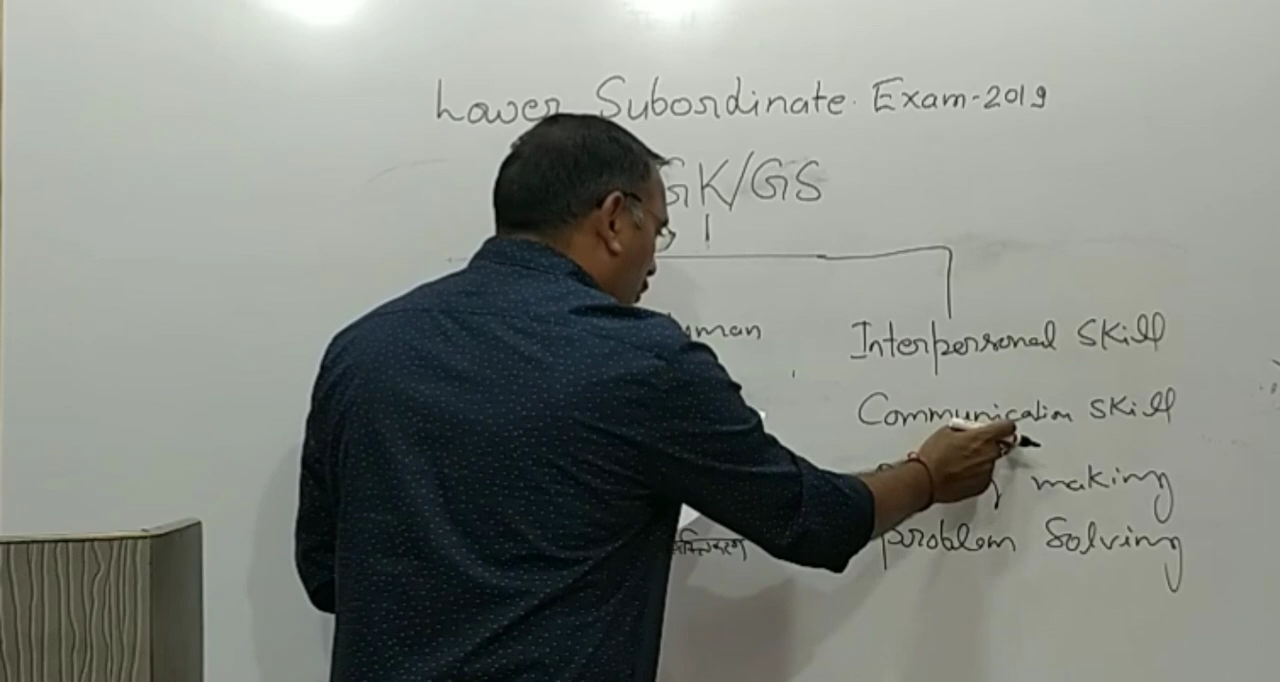 Lower Subordinate Exam-2019
GK/GS
Interpersonal Skill
Communication Skill
making
Problem Solving